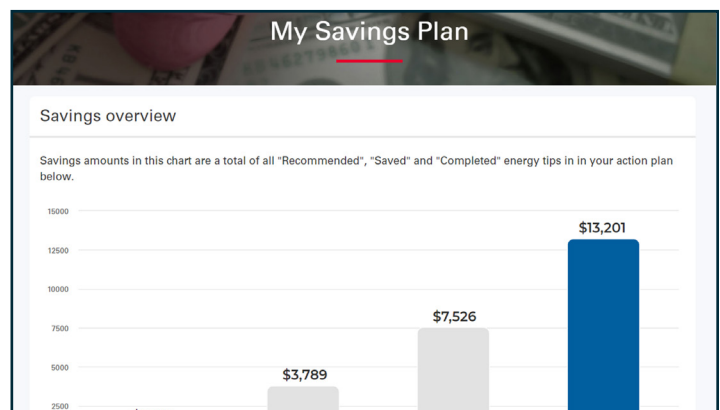 My Savings Plan
Savings overview
Savings amounts in this chart are a total of all "Recommended", "Saved" and "Completed" energy tips in in your action plan
below.
15000
$13,201
12500
10000
7500
$7,526
5000
$3,789
2500